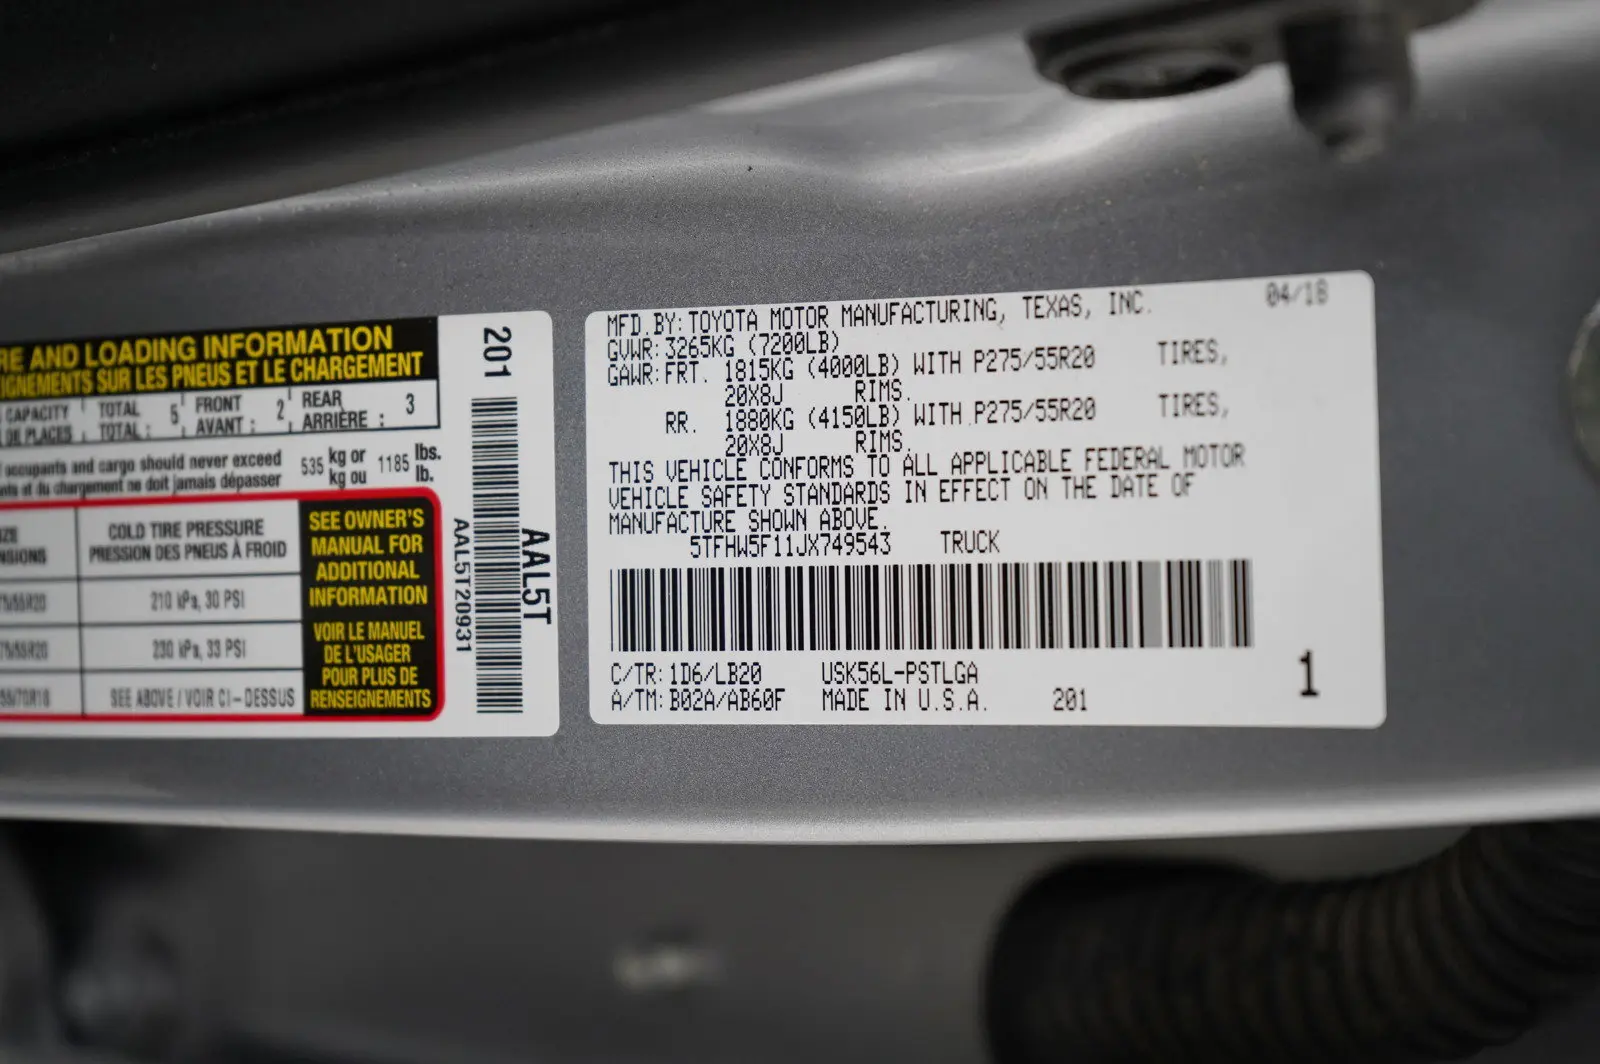 RE AND LOADING INFORMATION
IGNEMENTS SUR LES PNEUS ET LE CHARGEMENT
CAPACITY TOTAL 5 FRONT 2 REAR 3
DE PLACES TOTAL : AVANT : ARRIÈRE :
occupants and cargo should never exceed 535 kg or 1185 lbs.
nts et du chargement ne doit jamais dépasser kg ou lb.
COLD TIRE PRESSURE
PRESSION DES PNEUS À FROID
75/55R20 210 kPa, 30 PSI
75/55R20 230 kPa, 33 PSI
SEE ABOVE / VOIR CI-DESSUS
SEE OWNER'S
MANUAL FOR
ADDITIONAL
INFORMATION
VOIR LE MANUEL
DE L'USAGER
POUR PLUS DE
RENSEIGNEMENTS
201
AAL5T20931
AAL5T
04/18
MFD.BY:TOYOTA MOTOR MANUFACTURING, TEXAS, INC.
GVWR:3265KG (7200LB)
GAWR:FRT. 1815KG (4000LB) WITH P275/55R20 TIRES,
20X8J RIMS.
RR. 1880KG (4150LB) WITH P275/55R20 TIRES,
20X8J RIMS.
THIS VEHICLE CONFORMS TO ALL APPLICABLE FEDERAL MOTOR
VEHICLE SAFETY STANDARDS IN EFFECT ON THE DATE OF
MANUFACTURE SHOWN ABOVE.
5TFHW5F11JX749543 TRUCK
C/TR:1D6/LB20 USK56L-PSTLGA
A/TM:B02A/AB60F MADE IN U.S.A. 201
1